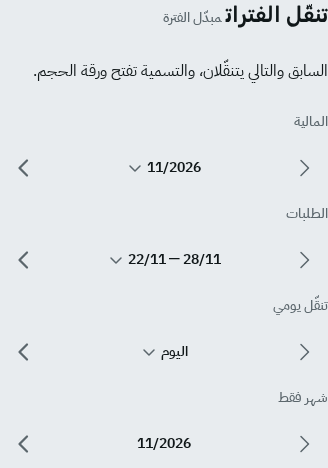 تنقّل الفترات مبدّل الفترة
السابق والتالي يتنقّلان، والتسمية تفتح ورقة الحجم.
المالية
11/2026
الطلبات
22/11 – 28/11
تنقّل يومي
اليوم
شهر فقط
11/2026